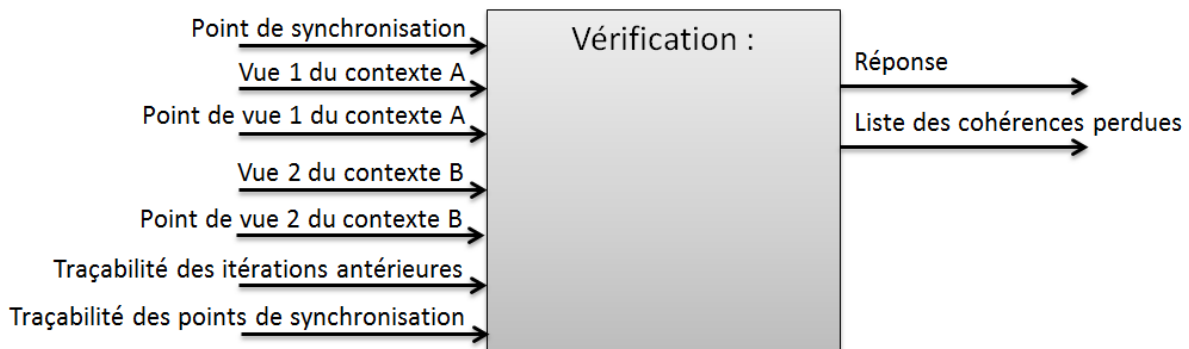 Point de synchronisation
Vue 1 du contexte A
Point de vue 1 du contexte A
Vue 2 du contexte B
Point de vue 2 du contexte B
Traçabilité des itérations antérieures
Traçabilité des points de synchronisation
Vérification :
Réponse
Liste des cohérences perdues